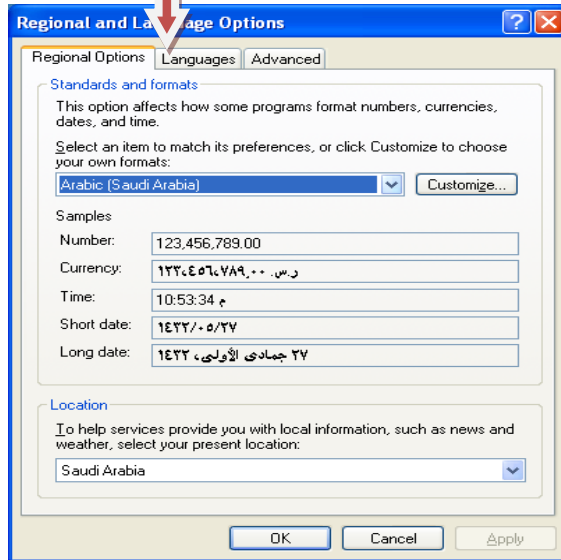 Regional and La age Options
Regional Options Languages Advanced
Standards and formats
This option affects how some programs format numbers, currencies,
dates, and time.
Select an item to match its preferences, or click Customize to choose
your own formats:
Arabic (Saudi Arabia) Customize...
Samples
Number: 123,456,789.00
Currency: ر.س. ١٢٣،٤٥٦،٧٨٩,٠٠
Time: 10:53:34 م
Short date: ١٤٣٢/٠٥/٢٧
Long date: ٢٧ جمادى الأولى، ١٤٣٢
Location
To help services provide you with local information, such as news and
weather, select your present location:
Saudi Arabia
OK Cancel Apply